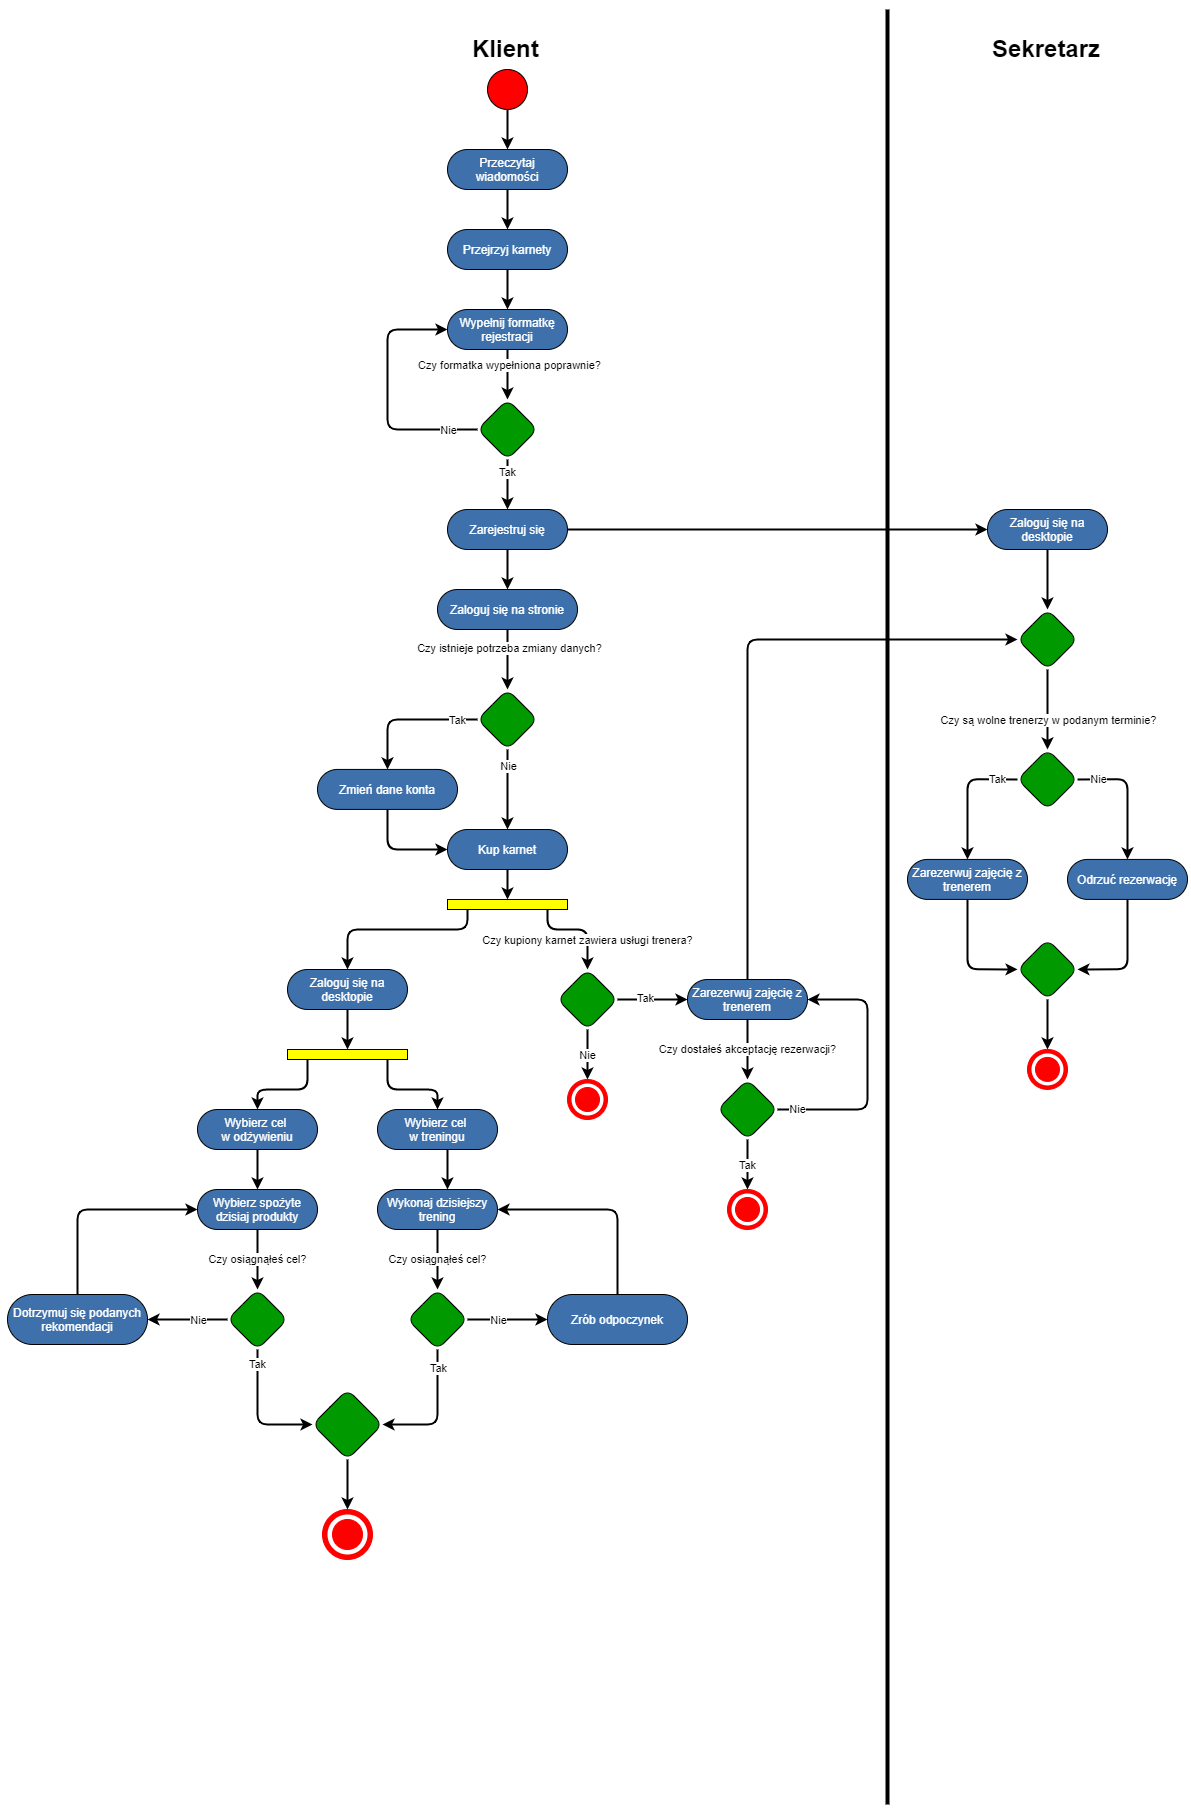 Klient
Sekretarz
Przeczytaj
wiadomości
Przejrzyj karnety
Wypełnij formatkę
rejestracji
Czy formatka wypełniona poprawnie?
Nie
Tak
Zarejestruj się
Zaloguj się na
desktopie
Zaloguj się na stronie
Czy istnieje potrzeba zmiany danych?
Tak
Nie
Czy są wolne trenerzy w podanym terminie?
Tak
Nie
Zmień dane konta
Kup karnet
Zarezerwuj zajęcię z
trenerem
Odrzuć rezerwację
Czy kupiony karnet zawiera usługi trenera?
Zaloguj się na
desktopie
Tak
Zarezerwuj zajęcię z
trenerem
Nie
Czy dostałeś akceptację rezerwacji?
Nie
Tak
Wybierz cel
w odżywieniu
Wybierz cel
w treningu
Wybierz spożyte
dzisiaj produkty
Wykonaj dzisiejszy
trening
Czy osiągnąłeś cel?
Czy osiągnąłeś cel?
Dotrzymuj się podanych
rekomendacji
Nie
Nie
Zrób odpoczynek
Tak
Tak